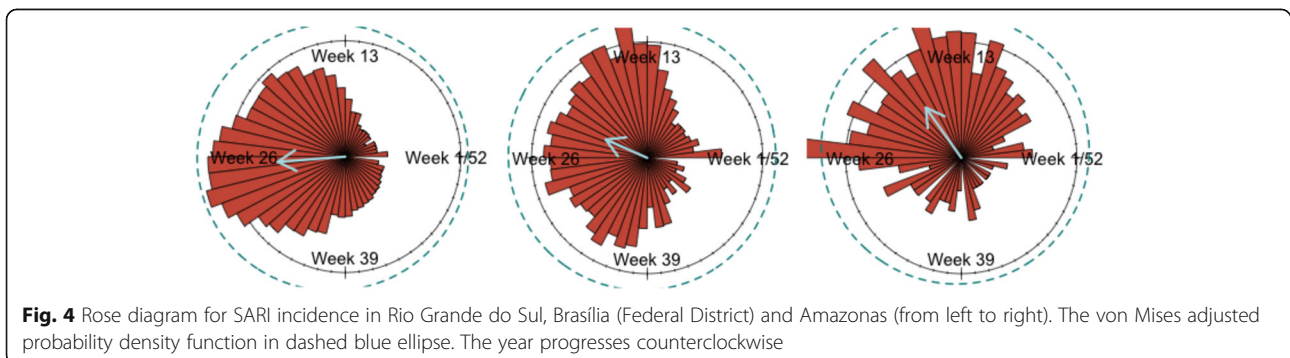 Week 13 Week 13 Week 13
Week 26 Week 1/52 Week 26 Week 1/52 Week 26 Week 1/52
Week 39 Week 39 Week 39
Fig. 4 Rose diagram for SARI incidence in Rio Grande do Sul, Brasília (Federal District) and Amazonas (from left to right). The von Mises adjusted
probability density function in dashed blue ellipse. The year progresses counterclockwise